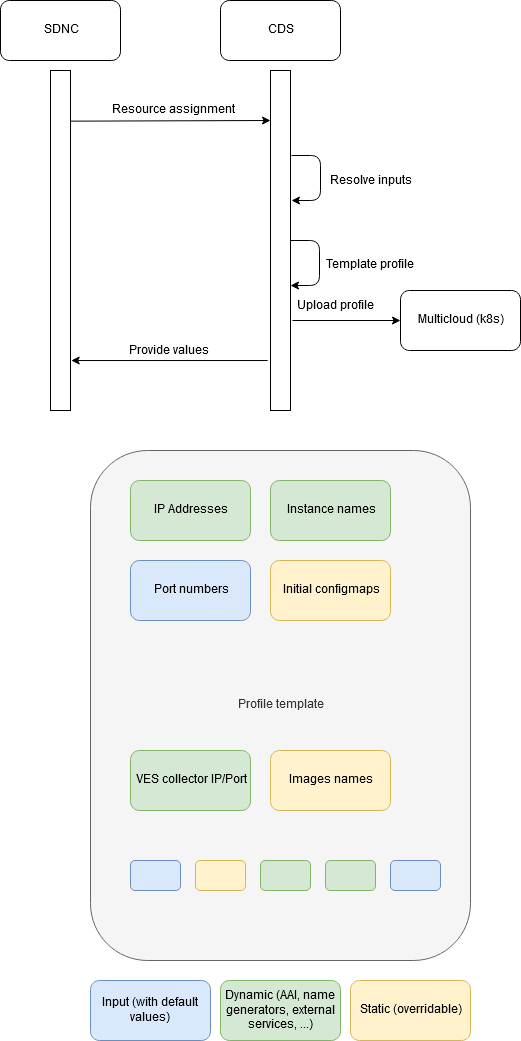 SDNC
CDS
Resource assignment
Resolve inputs
Template profile
Upload profile
Multicloud (k8s)
Provide values
IP Addresses
Instance names
Port numbers
Initial configmaps
Profile template
VES collector IP/Port
Images names
Input (with default
values)
Dynamic (AAI, name
generators, external
services, ...)
Static (overridable)